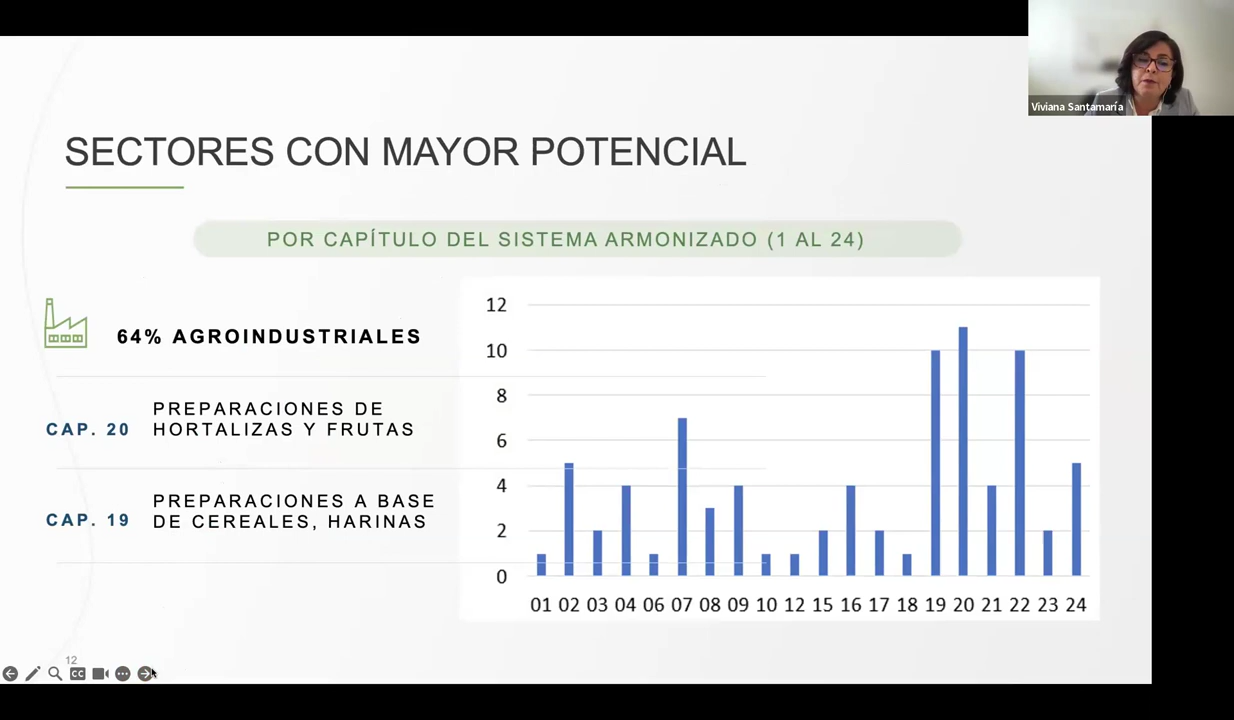 Viviana Santamaría
SECTORES CON MAYOR POTENCIAL
POR CAPÍTULO DEL SISTEMA ARMONIZADO (1 AL 24)
64% AGROINDUSTRIALES
CAP. 20
PREPARACIONES DE
HORTALIZAS Y FRUTAS
CAP. 19
PREPARACIONES A BASE
DE CEREALES, HARINAS
12
10
8
6
4
2
0
01 02 03 04 06 07 08 09 10 12 15 16 17 18 19 20 21 22 23 24
12
CC